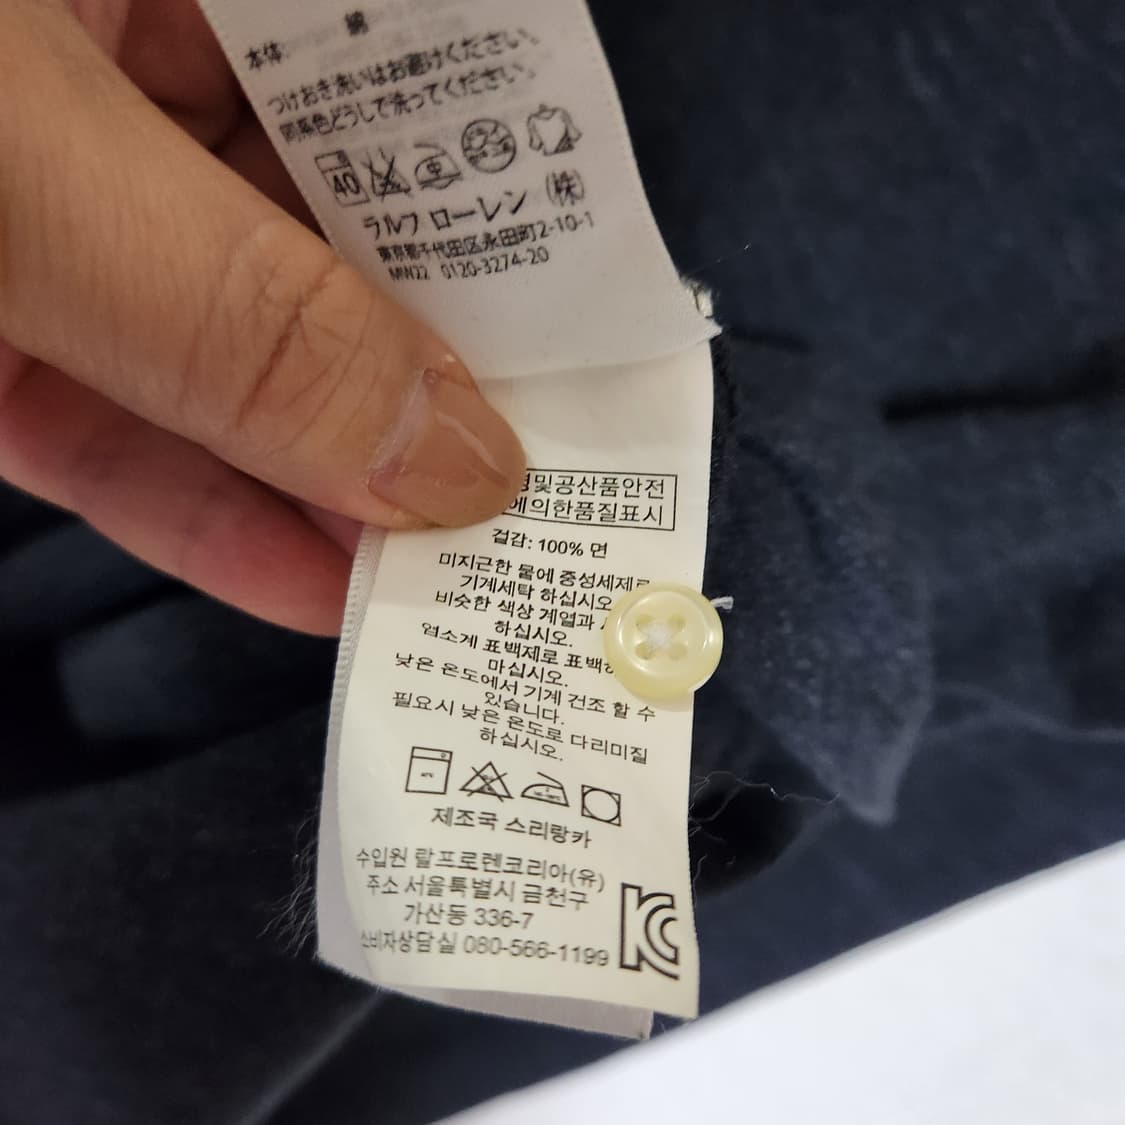 本体: 綿
つけおき洗いはお避けください。
同系色どうしで洗ってください。
40
ラルフ ローレン (株)
東京都千代田区永田町2-10-1
MW22 0120-3274-20
및공산품안전
에의한품질표시
겉감: 100% 면
미지근한 물에 중성세제로
기계세탁 하십시오
비슷한 색상 계열과
하십시오.
염소계 표백제로
마십시오.
낮은 온도에서 기계 건조 할 수
있습니다.
필요시 낮은 온도로 다리미질
하십시오.
제조국 스리랑카
수입원 랄프로렌코리아(유)
주소 서울특별시 금천구
가산동 336-7
소비자상담실 080-566-1199